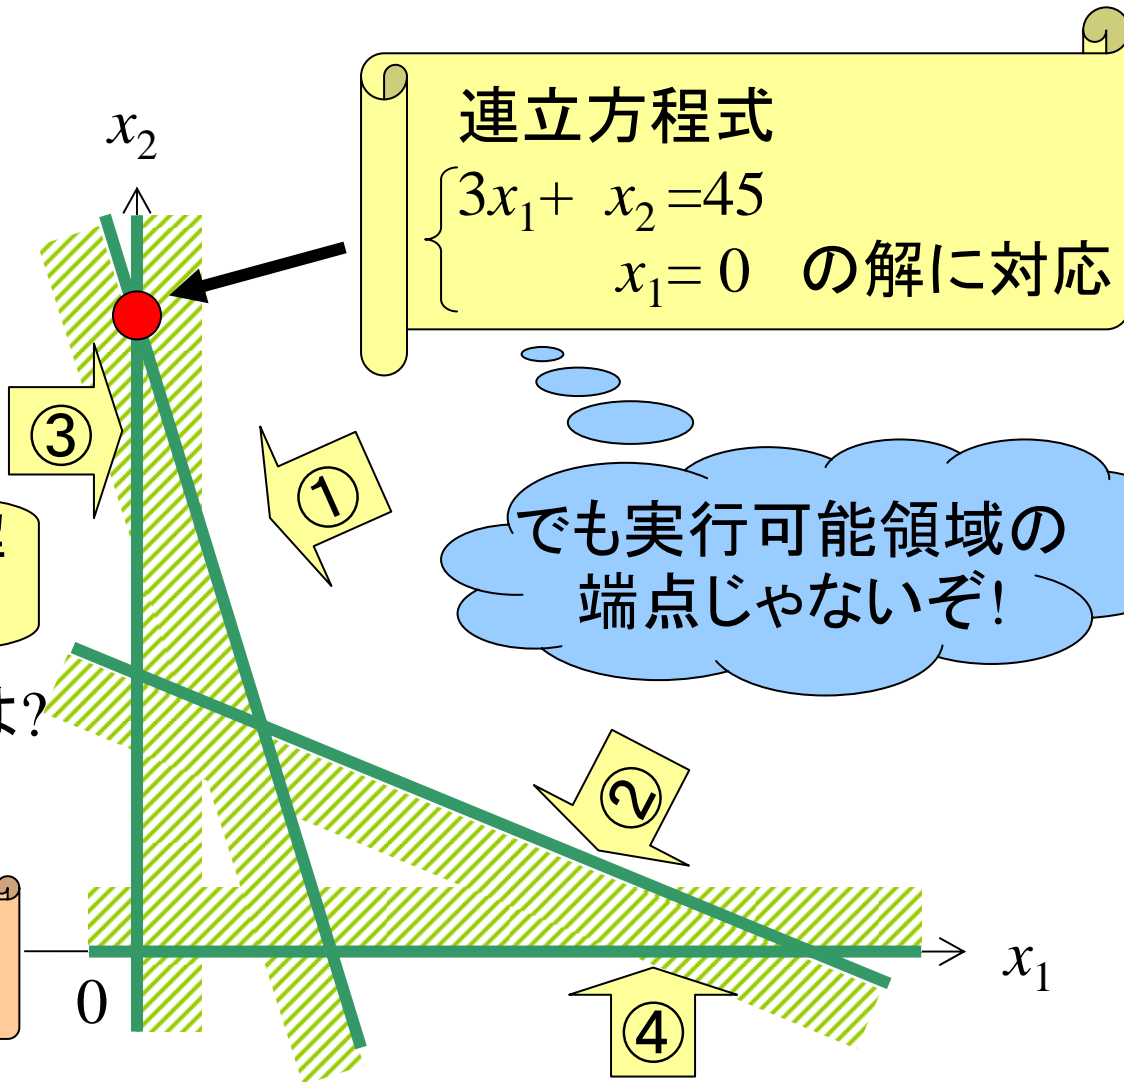 連立方程式
3x₁+ x₂ =45
x₁= 0 の解に対応
x₂
③
①
でも実行可能領域の
端点じゃないぞ!
は?
②
x₁
0
④